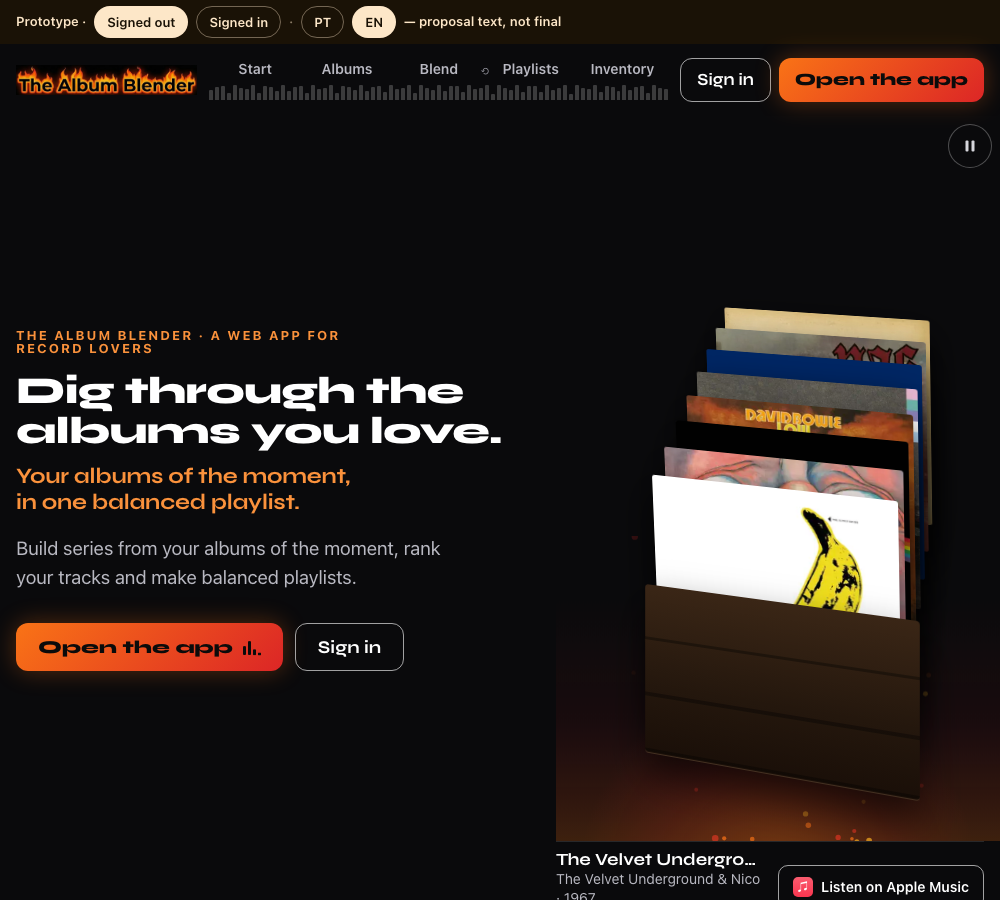 Prototype · Signed out Signed in · PT EN — proposal text, not final
The Album Blender Start Albums Blend ⟲ Playlists Inventory Sign in Open the app
THE ALBUM BLENDER · A WEB APP FOR
RECORD LOVERS
Dig through the
albums you love.
Your albums of the moment,
in one balanced playlist.
Build series from your albums of the moment, rank
your tracks and make balanced playlists.
Open the app Sign in
DAVID BOWIE
LOW
The Velvet Undergro...
The Velvet Underground & Nico
· 1967
Listen on Apple Music